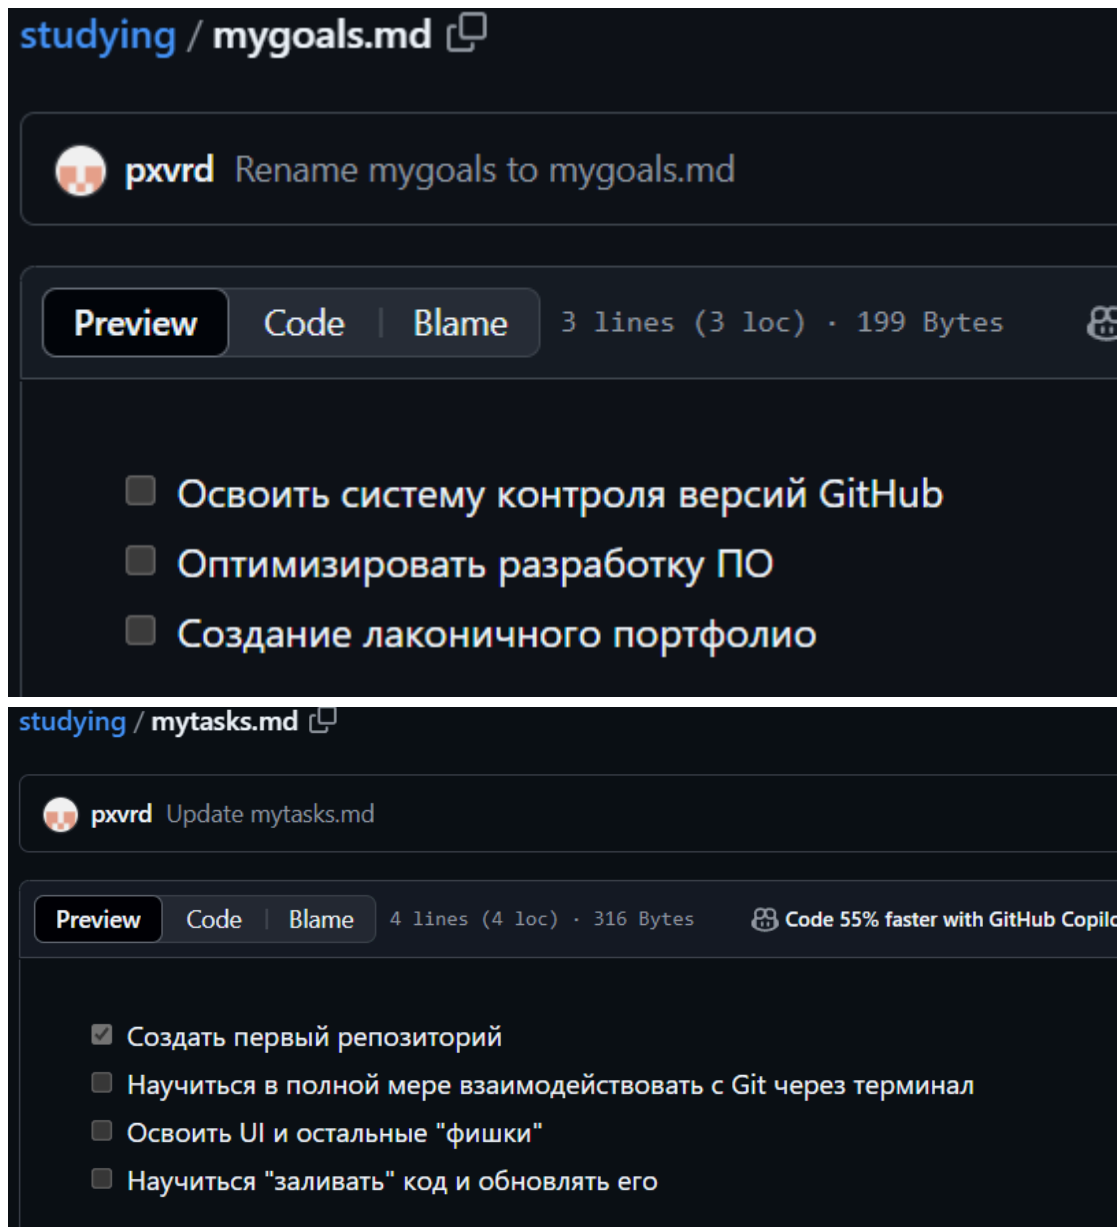 studying / mygoals.md
pxvrd Rename mygoals to mygoals.md
Preview Code Blame 3 lines (3 loc) · 199 Bytes
Освоить систему контроля версий GitHub
Оптимизировать разработку ПО
Создание лаконичного портфолио
studying / mytasks.md
pxvrd Update mytasks.md
Preview Code Blame 4 lines (4 loc) · 316 Bytes Code 55% faster with GitHub Copilo
Создать первый репозиторий
Научиться в полной мере взаимодействовать с Git через терминал
Освоить UI и остальные "фишки"
Научиться "заливать" код и обновлять его